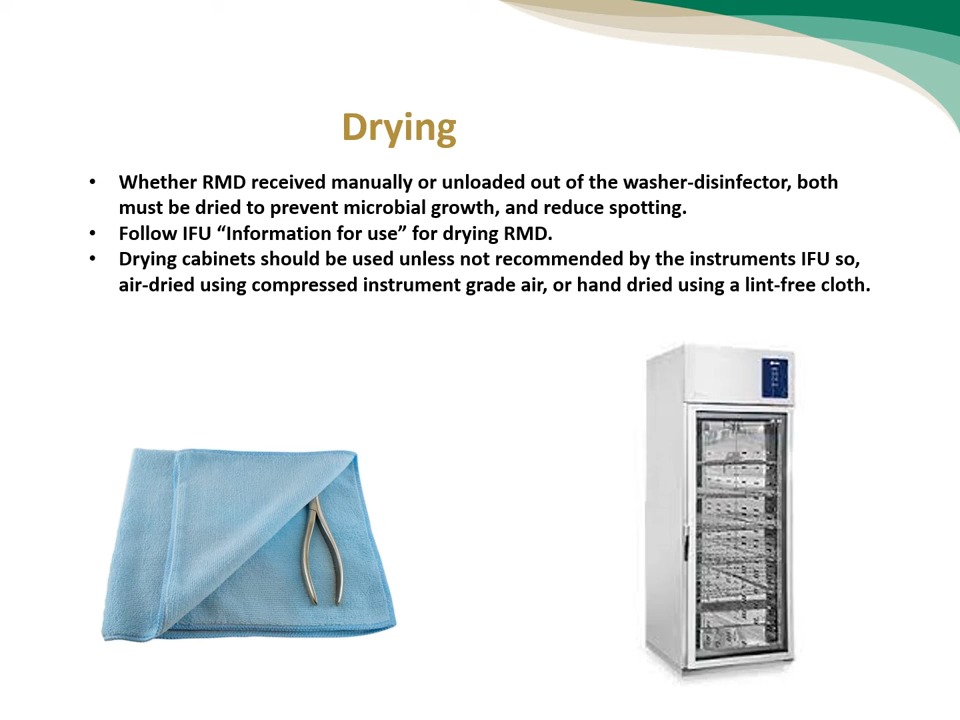 Drying
• Whether RMD received manually or unloaded out of the washer-disinfector, both
must be dried to prevent microbial growth, and reduce spotting.
• Follow IFU “Information for use” for drying RMD.
• Drying cabinets should be used unless not recommended by the instruments IFU so,
air-dried using compressed instrument grade air, or hand dried using a lint-free cloth.